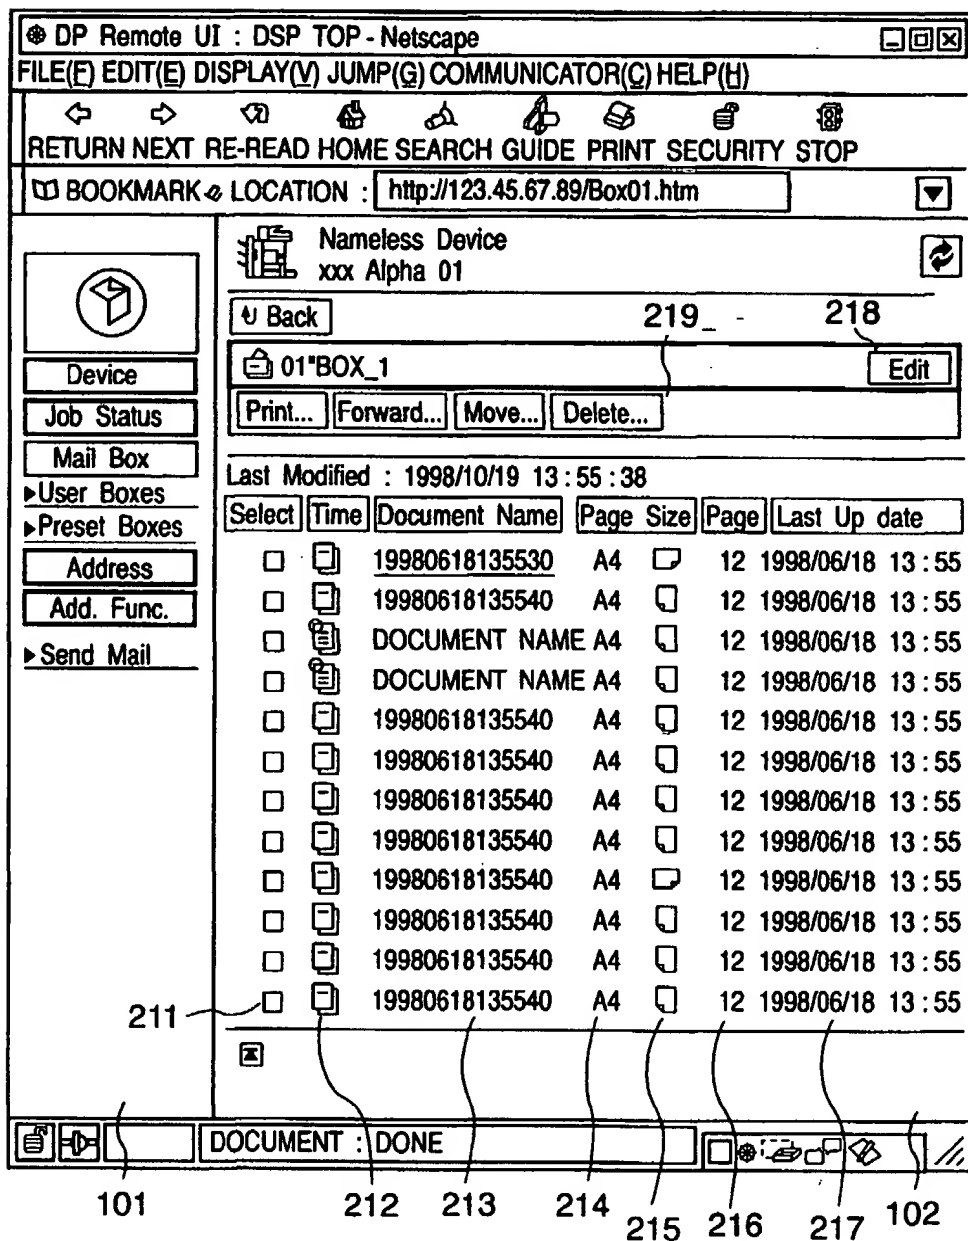 DP Remote UI : DSP TOP - Netscape
FILE(F) EDIT(E) DISPLAY(V) JUMP(G) COMMUNICATOR(C) HELP(H)
RETURN NEXT RE-READ HOME SEARCH GUIDE PRINT SECURITY STOP
BOOKMARK LOCATION : http://123.45.67.89/Box01.htm
Nameless Device
xxx Alpha 01
Back
219
218
01"BOX_1
Edit
Print... Forward... Move... Delete...
Device
Job Status
Mail Box
▸User Boxes
▸Preset Boxes
Address
Add. Func.
▸Send Mail
Last Modified : 1998/10/19 13:55:38
Select Time Document Name Page Size Page Last Up date
19980618135530 A4 12 1998/06/18 13:55
19980618135540 A4 12 1998/06/18 13:55
DOCUMENT NAME A4 12 1998/06/18 13:55
DOCUMENT NAME A4 12 1998/06/18 13:55
19980618135540 A4 12 1998/06/18 13:55
19980618135540 A4 12 1998/06/18 13:55
19980618135540 A4 12 1998/06/18 13:55
19980618135540 A4 12 1998/06/18 13:55
19980618135540 A4 12 1998/06/18 13:55
19980618135540 A4 12 1998/06/18 13:55
19980618135540 A4 12 1998/06/18 13:55
19980618135540 A4 12 1998/06/18 13:55
211
DOCUMENT : DONE
101 212 213 214 215 216 217 102